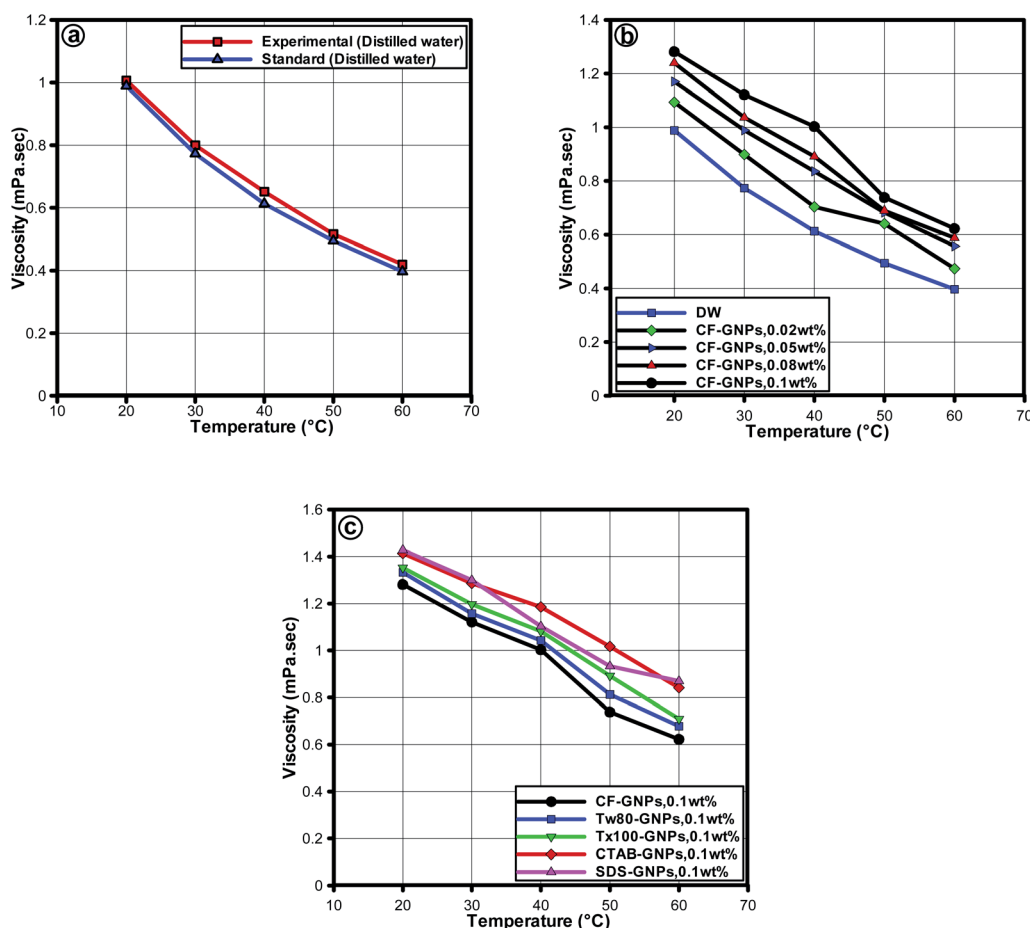 a
Experimental (Distilled water)
Standard (Distilled water)
Viscosity (mPa.sec)
1.2
1
0.8
0.6
0.4
0.2
0
10 20 30 40 50 60 70
Temperature (°C)
b
Viscosity (mPa.sec)
1.4
1.2
1
0.8
0.6
0.4
0.2
0
DW
CF-GNPs,0.02wt%
CF-GNPs,0.05wt%
CF-GNPs,0.08wt%
CF-GNPs,0.1wt%
20 30 40 50 60 70
Temperature (°C)
c
Viscosity (mPa.sec)
1.6
1.4
1.2
1
0.8
0.6
0.4
0.2
0
CF-GNPs,0.1wt%
Tw80-GNPs,0.1wt%
Tx100-GNPs,0.1wt%
CTAB-GNPs,0.1wt%
SDS-GNPs,0.1wt%
10 20 30 40 50 60 70
Temperature (°C)